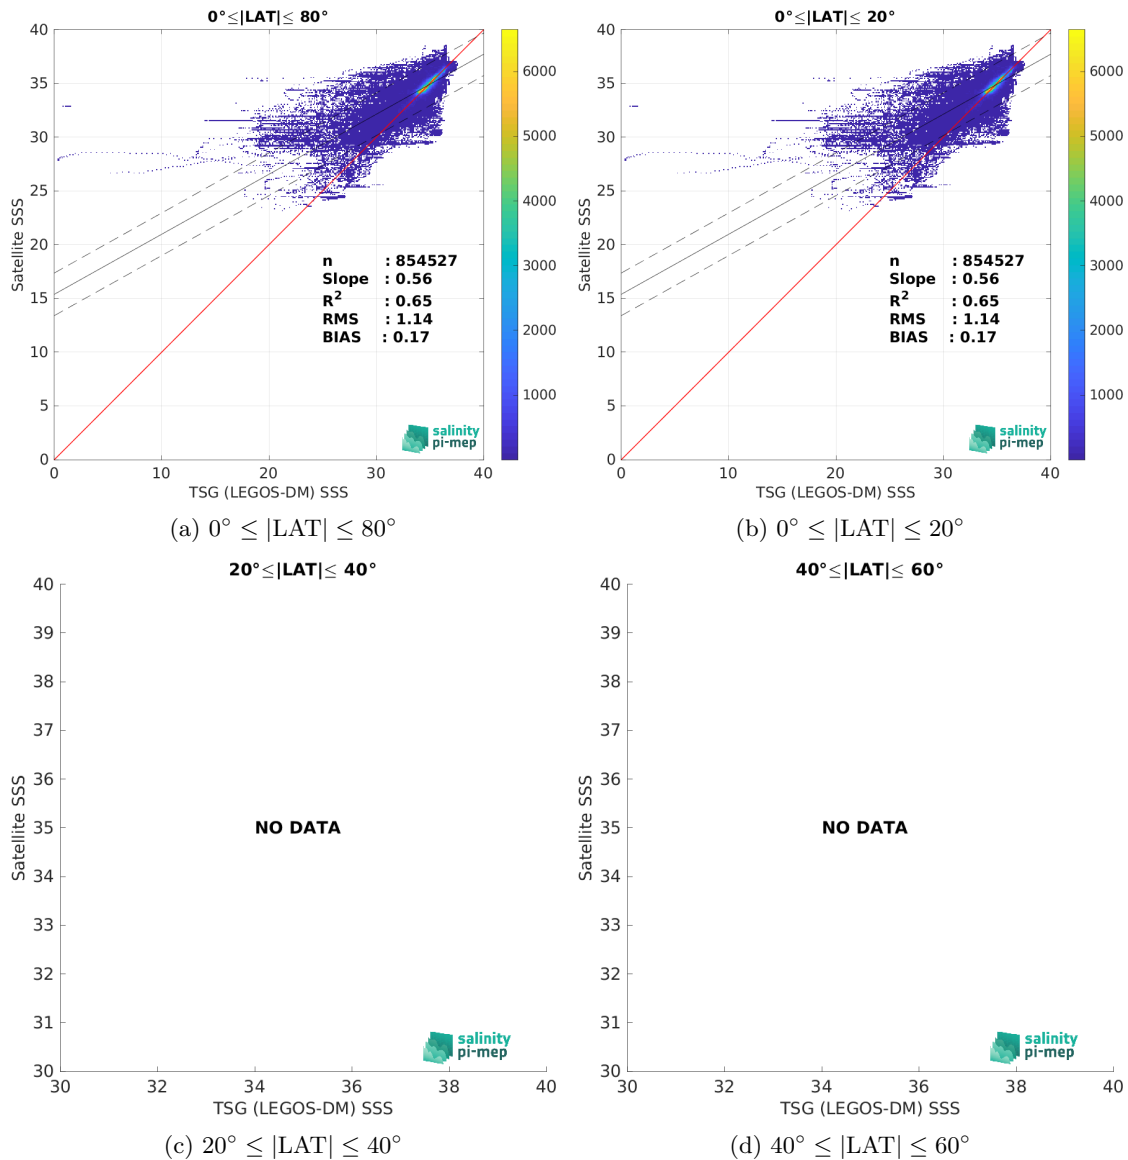 0°≤|LAT|≤ 80°
40
35
30
25
20
15
10
5
0
Satellite SSS
0 10 20 30 40
TSG (LEGOS-DM) SSS
n : 854527
Slope : 0.56
R² : 0.65
RMS : 1.14
BIAS : 0.17
salinity
pi-mep
6000
5000
4000
3000
2000
1000
(a) 0° ≤ |LAT| ≤ 80°
0°≤|LAT|≤ 20°
40
35
30
25
20
15
10
5
0
Satellite SSS
0 10 20 30 40
TSG (LEGOS-DM) SSS
n : 854527
Slope : 0.56
R² : 0.65
RMS : 1.14
BIAS : 0.17
salinity
pi-mep
6000
5000
4000
3000
2000
1000
(b) 0° ≤ |LAT| ≤ 20°
20°≤|LAT|≤ 40°
40
39
38
37
36
35
34
33
32
31
30
Satellite SSS
NO DATA
salinity
pi-mep
30 32 34 36 38 40
TSG (LEGOS-DM) SSS
(c) 20° ≤ |LAT| ≤ 40°
40°≤|LAT|≤ 60°
40
39
38
37
36
35
34
33
32
31
30
Satellite SSS
NO DATA
salinity
pi-mep
30 32 34 36 38 40
TSG (LEGOS-DM) SSS
(d) 40° ≤ |LAT| ≤ 60°